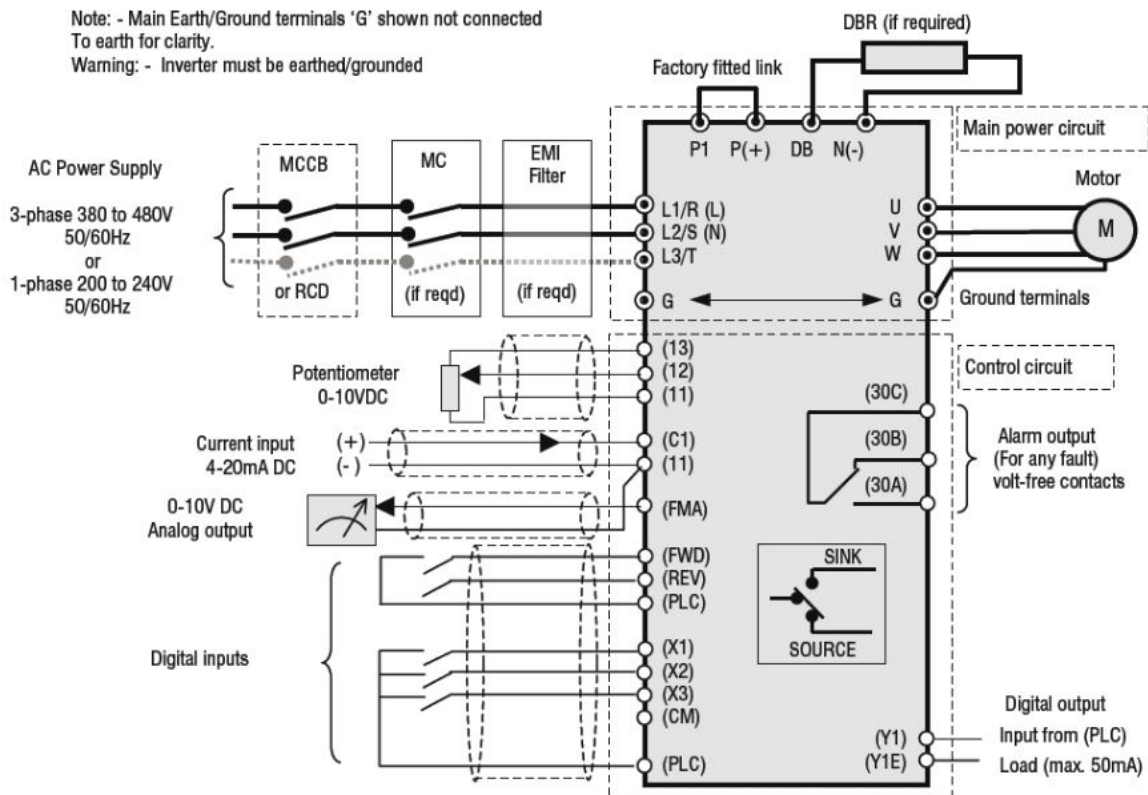 Note: - Main Earth/Ground terminals ‘G’ shown not connected
To earth for clarity.
Warning: - Inverter must be earthed/grounded
DBR (if required)
Factory fitted link
P1 P(+) DB N(-)
Main power circuit
AC Power Supply
3-phase 380 to 480V
50/60Hz
or
1-phase 200 to 240V
50/60Hz
MCCB
or RCD
MC
(if reqd)
EMI
Filter
(if reqd)
L1/R (L)
L2/S (N)
L3/T
G
U
V
W
G
Motor
M
Ground terminals
Control circuit
Potentiometer
0-10VDC
(13)
(12)
(11)
Current input
4-20mA DC
(+)
(-)
(C1)
(11)
0-10V DC
Analog output
(FMA)
Digital inputs
(FWD)
(REV)
(PLC)
(X1)
(X2)
(X3)
(CM)
(PLC)
(30C)
(30B)
(30A)
Alarm output
(For any fault)
volt-free contacts
SINK
SOURCE
Digital output
(Y1)
Input from (PLC)
(Y1E)
Load (max. 50mA)